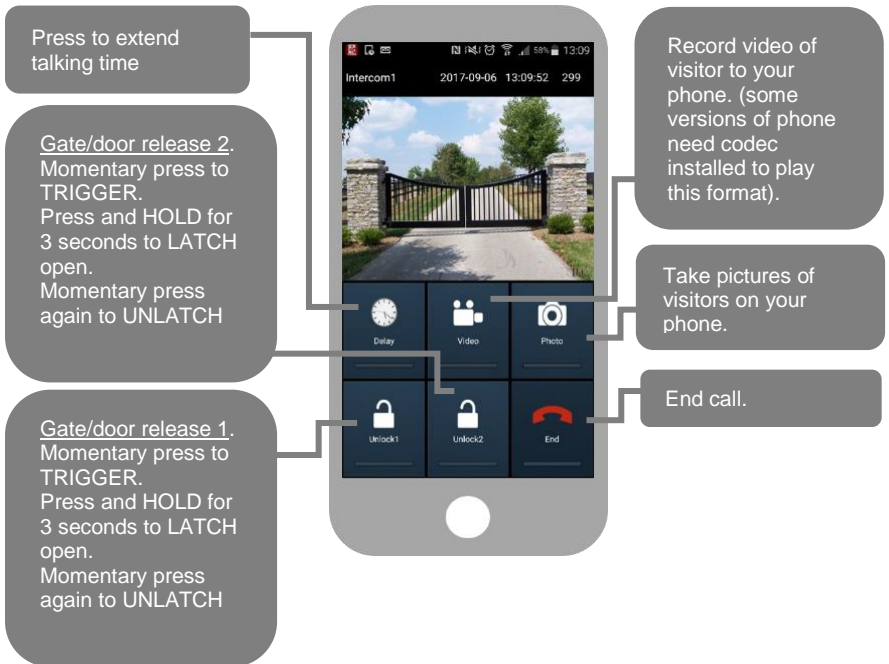 Press to extend
talking time
Gate/door release 2.
Momentary press to
TRIGGER.
Press and HOLD for
3 seconds to LATCH
open.
Momentary press
again to UNLATCH
Gate/door release 1.
Momentary press to
TRIGGER.
Press and HOLD for
3 seconds to LATCH
open.
Momentary press
again to UNLATCH
58% 13:09
Intercom1 2017-09-06 13:09:52 299
Delay Video Photo
Unlock1 Unlock2 End
Record video of
visitor to your
phone. (some
versions of phone
need codec
installed to play
this format).
Take pictures of
visitors on your
phone.
End call.